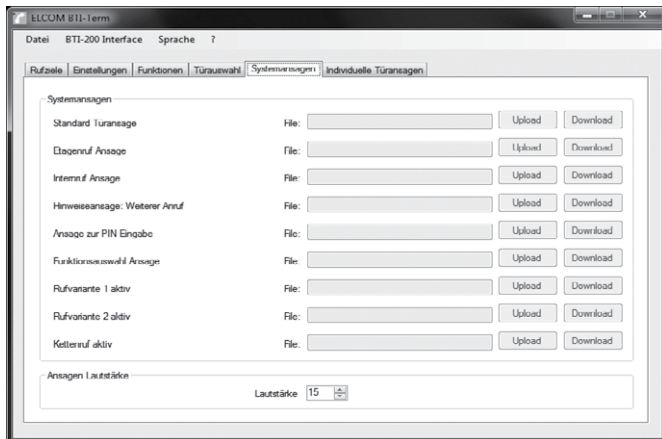 ELCOM BTI-Term
Datei BTI-200 Interface Sprache ?
Rufziele Einstellungen Funktionen Türauswahl Systemansagen Individuelle Türansagen
Systemansagen
Standard Türansage File: Upload Download
Etagenruf Ansage File: Upload Download
Internruf Ansage File: Upload Download
Hinweiseansage: Weiterer Anruf File: Upload Download
Ansage zur PIN Eingabe File: Upload Download
Funktionsauswahl Ansage File: Upload Download
Rufvariante 1 aktiv File: Upload Download
Rufvariante 2 aktiv File: Upload Download
Kettenruf aktiv File: Upload Download
Ansagen Lautstärke
Lautstärke 15